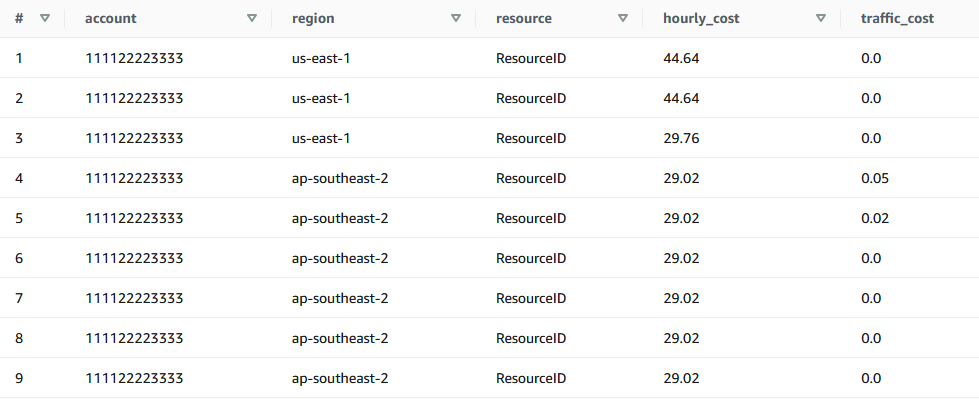 # account region resource hourly_cost traffic_cost
1 111122223333 us-east-1 ResourceID 44.64 0.0
2 111122223333 us-east-1 ResourceID 44.64 0.0
3 111122223333 us-east-1 ResourceID 29.76 0.0
4 111122223333 ap-southeast-2 ResourceID 29.02 0.05
5 111122223333 ap-southeast-2 ResourceID 29.02 0.02
6 111122223333 ap-southeast-2 ResourceID 29.02 0.0
7 111122223333 ap-southeast-2 ResourceID 29.02 0.0
8 111122223333 ap-southeast-2 ResourceID 29.02 0.0
9 111122223333 ap-southeast-2 ResourceID 29.02 0.0